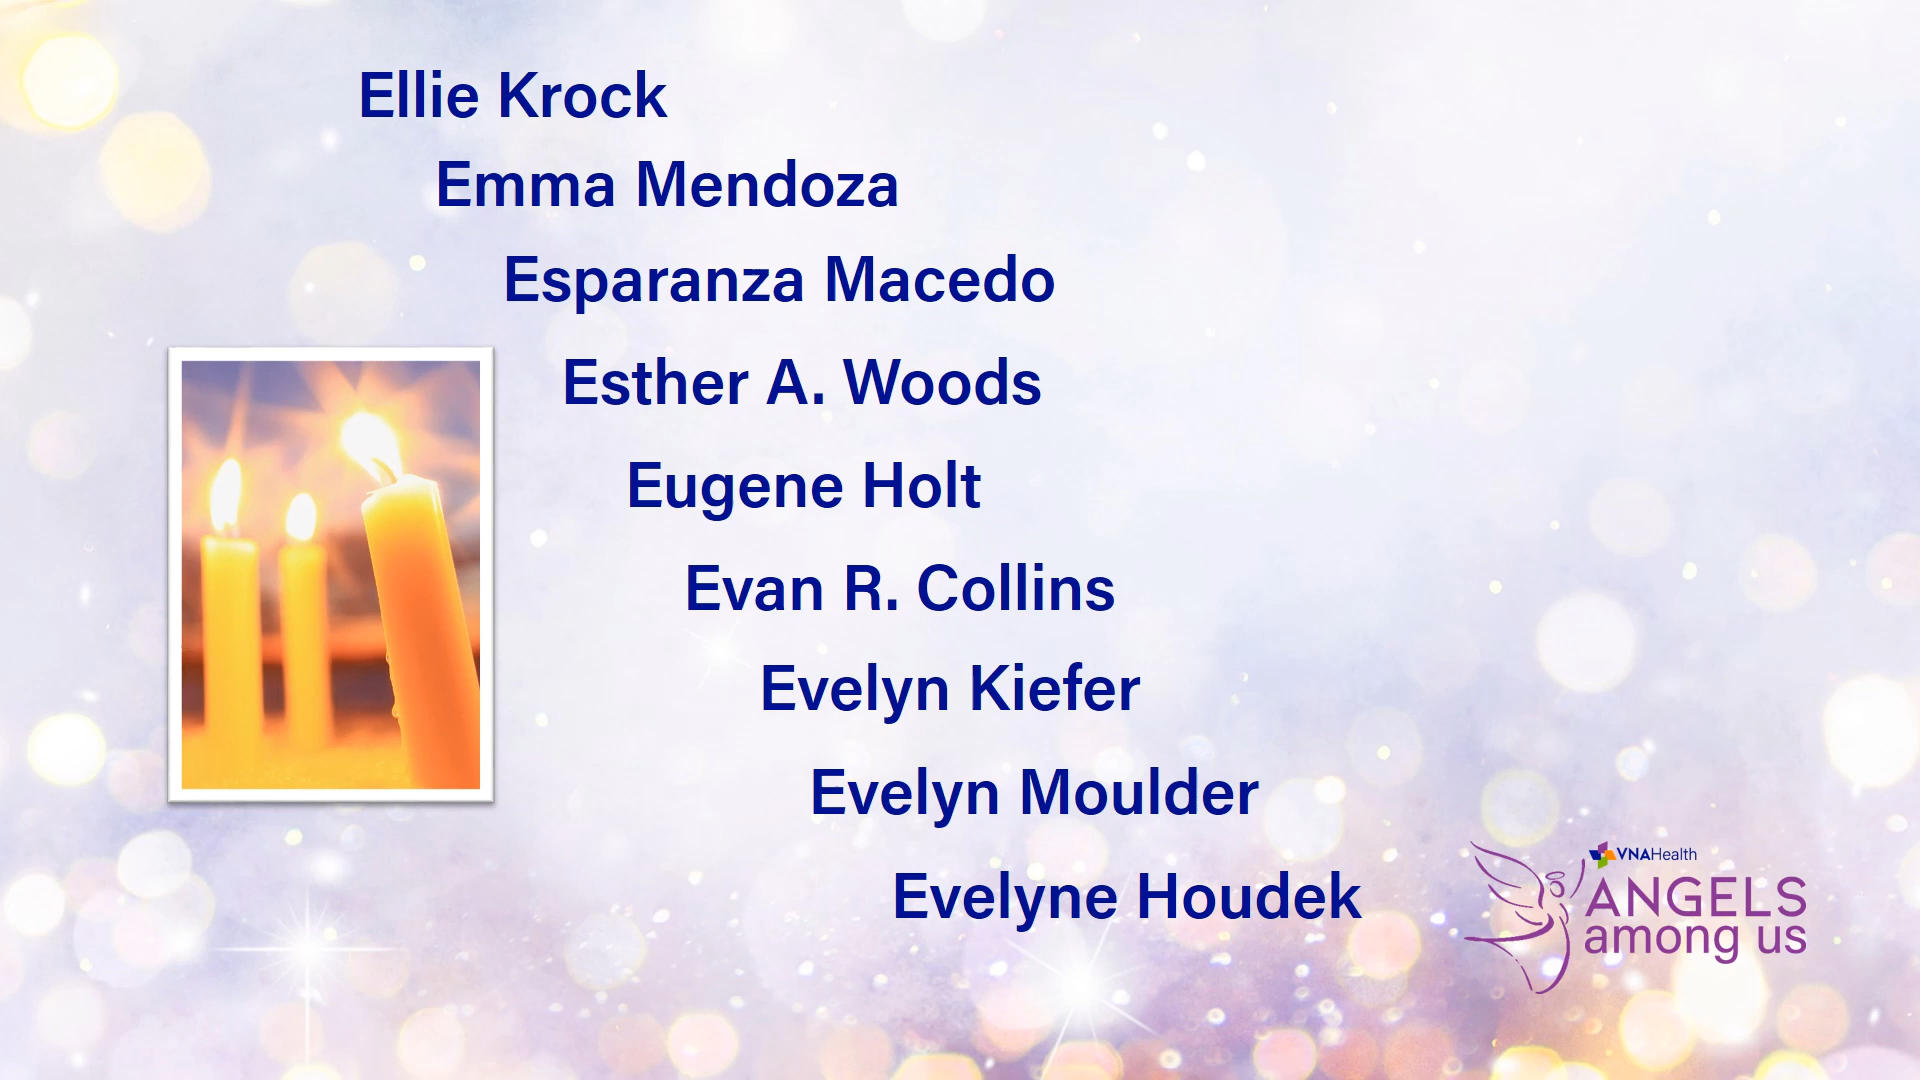 Ellie Krock
Emma Mendoza
Esparanza Macedo
Esther A. Woods
Eugene Holt
Evan R. Collins
Evelyn Kiefer
Evelyn Moulder
Evelyne Houdek
VNAHealth
ANGELS
among us